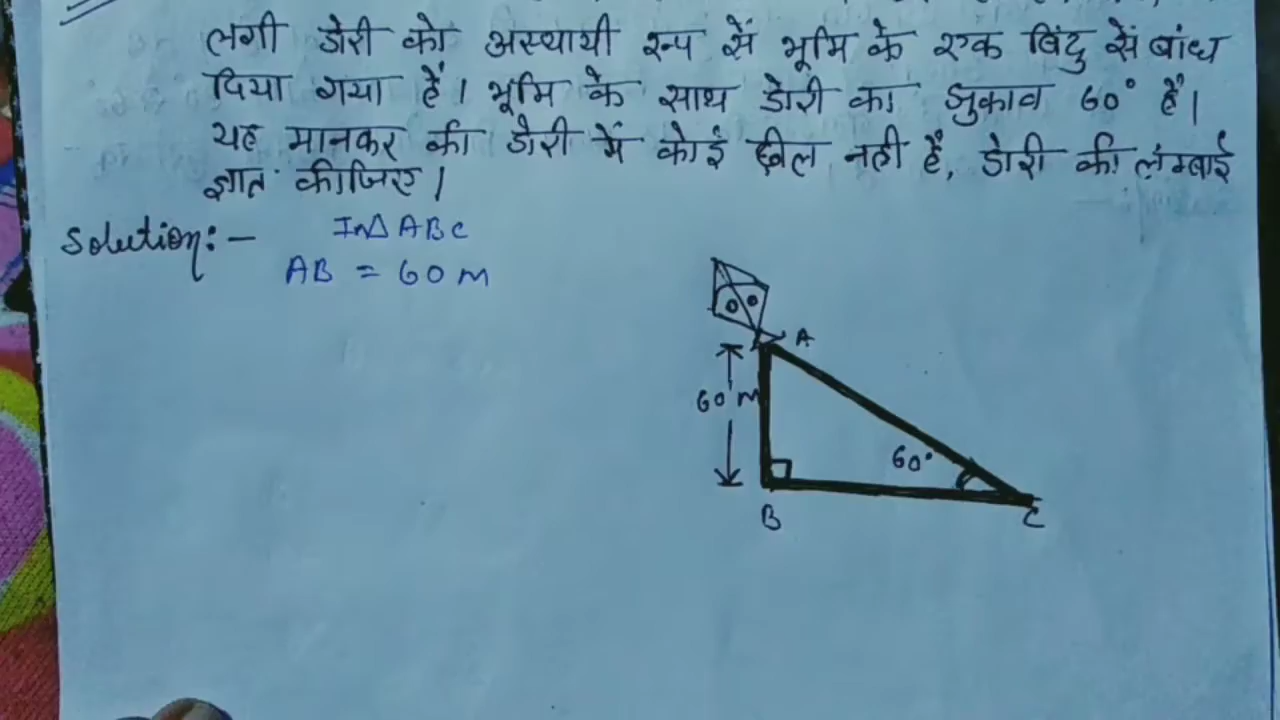 लगी डोरी को अस्थायी रूप सें भूमि के एक बिंदु सें बांध
दिया गया हैं। भूमि के साथ डोरी का झुकाव 60° हैं।
यह मानकर की डोरी में कोई ढील नही हैं, डोरी की लंम्बाई
ज्ञात कीजिए।
Solution:-
In△ ABC
AB = 60 M
A
60 M
60°
B
C